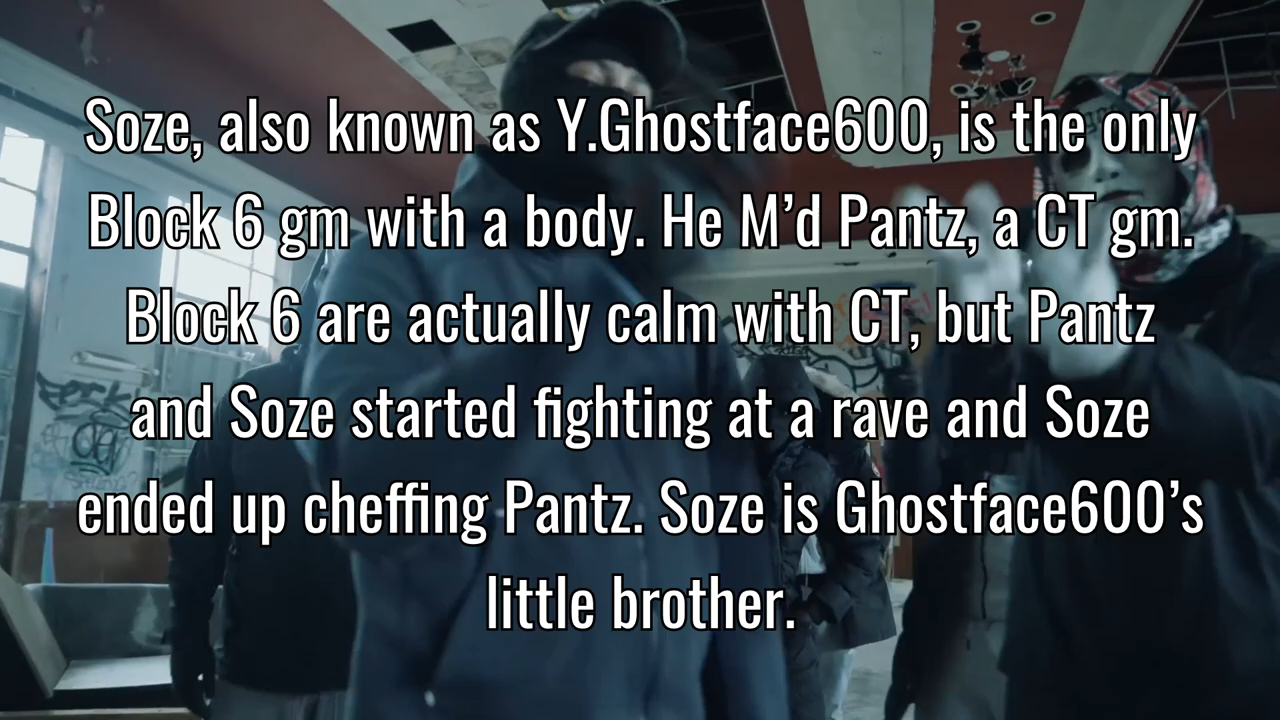 Soze, also known as Y.Ghostface600, is the only
Block 6 gm with a body. He M’d Pantz, a CT gm.
Block 6 are actually calm with CT, but Pantz
and Soze started fighting at a rave and Soze
ended up cheffing Pantz. Soze is Ghostface600’s
little brother.